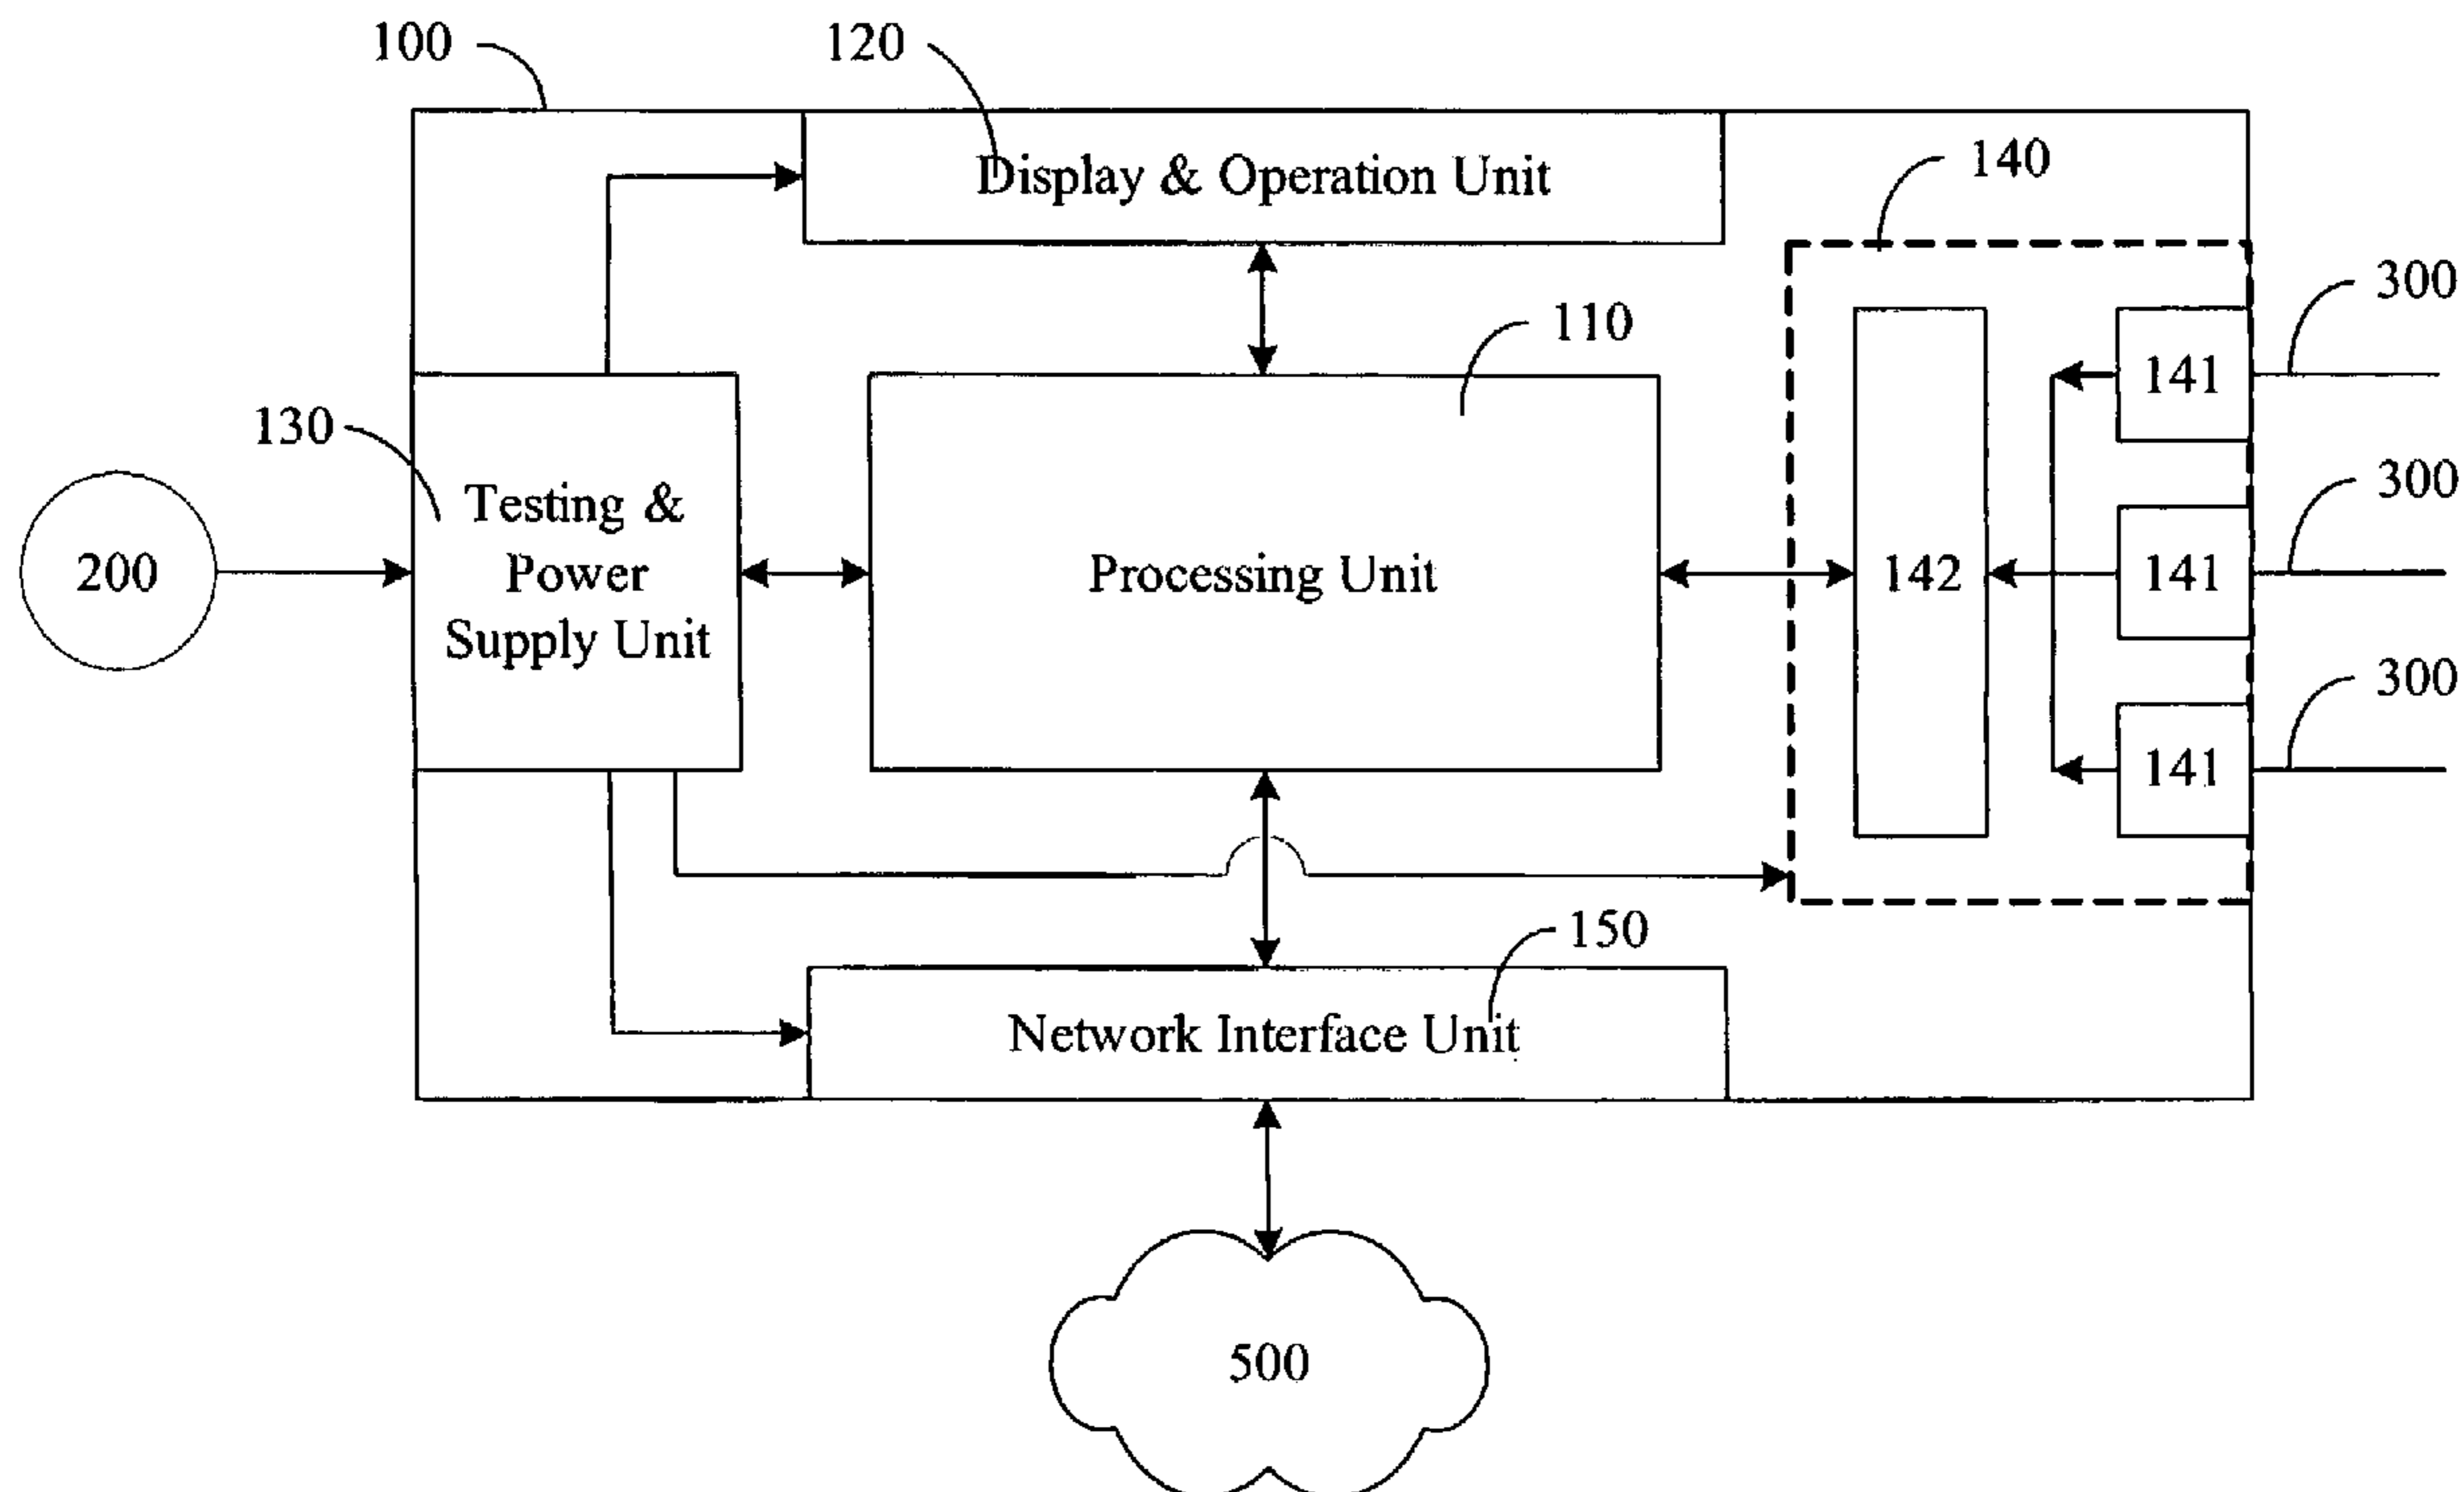 100
120
Display & Operation Unit
140
300
110
141
130
Testing &
Power
Supply Unit
200
Processing Unit
142
300
141
300
141
150
Network Interface Unit
500